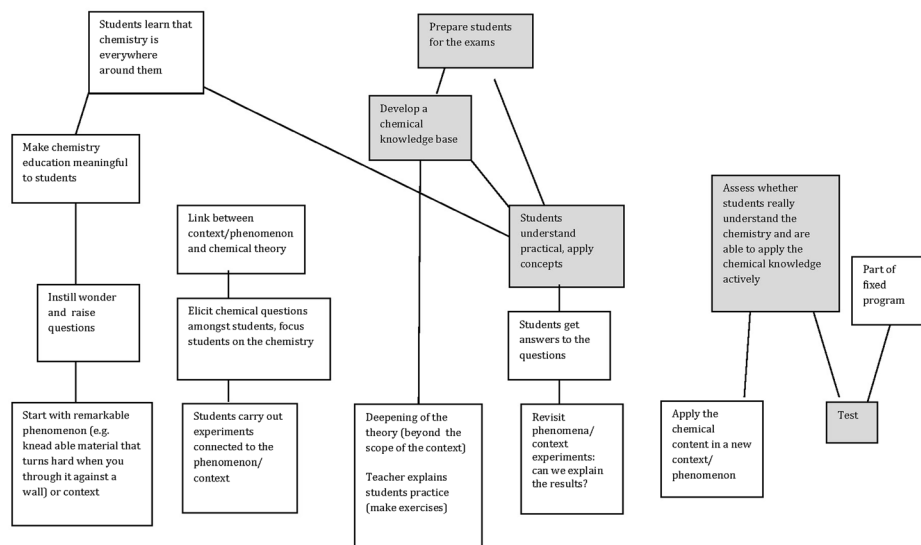 Students learn that
chemistry is
everywhere
around them
Prepare students
for the exams
Develop a
chemical
knowledge base
Make chemistry
education meaningful
to students
Link between
context/phenomenon
and chemical theory
Students
understand
practical, apply
concepts
Assess whether
students really
understand the
chemistry and are
able to apply the
chemical knowledge
actively
Part of
fixed
program
Instill wonder
and raise
questions
Elicit chemical questions
amongst students, focus
students on the chemistry
Students get
answers to the
questions
Start with remarkable
phenomenon (e.g.
knead able material that
turns hard when you
through it against a
wall) or context
Students carry out
experiments
connected to the
phenomenon/
context
Deepening of the
theory (beyond the
scope of the context)
Teacher explains
students practice
(make exercises)
Revisit
phenomena/
context
experiments:
can we explain
the results?
Apply the
chemical
content in a new
context/
phenomenon
Test